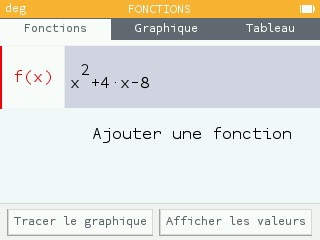 deg FONCTIONS
Fonctions Graphique Tableau
f(x) x²+4·x-8
Ajouter une fonction
Tracer le graphique Afficher les valeurs